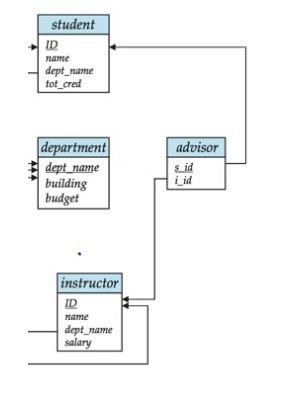 student
ID
name
dept_name
tot_cred
department
dept_name
building
budget
advisor
s_id
i_id
instructor
ID
name
dept_name
salary